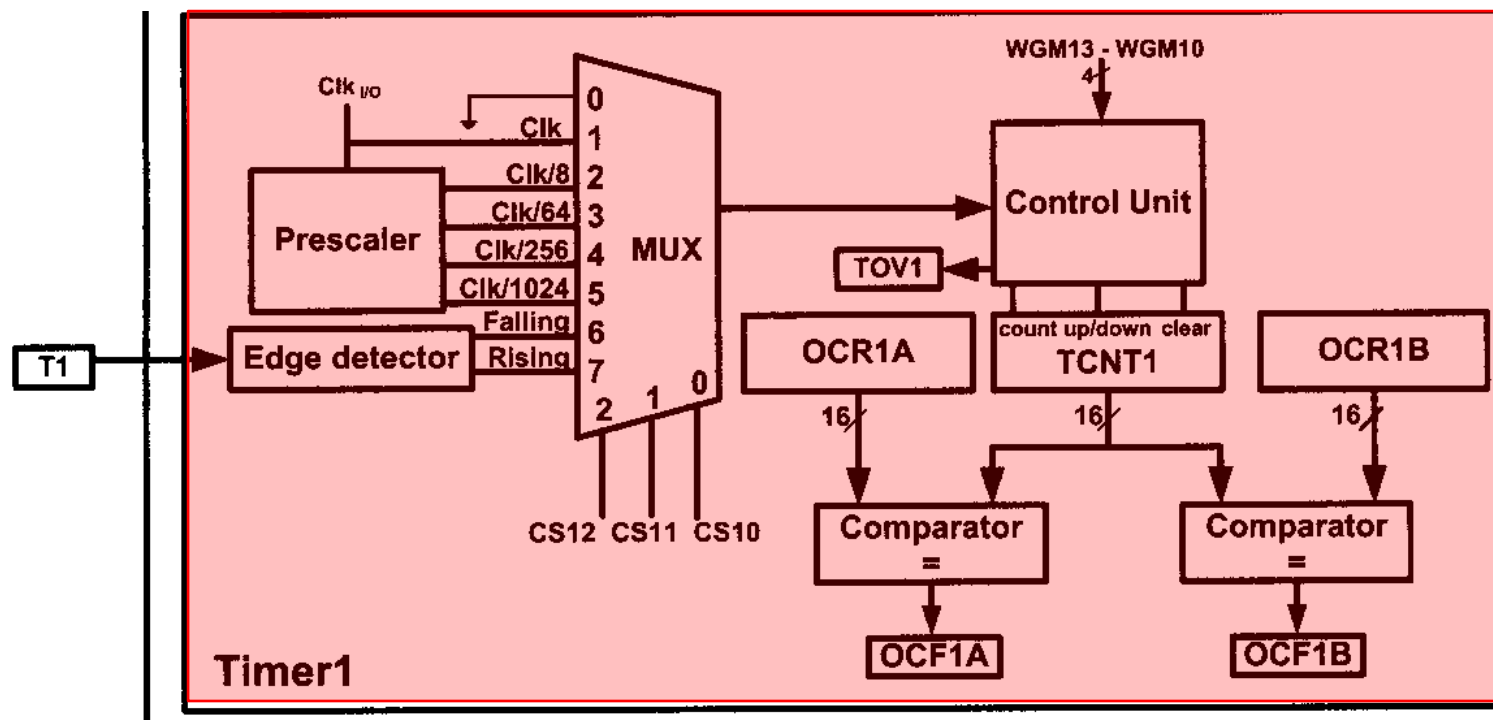 WGM13 - WGM10
4
Clk I/O
0
Clk 1
Clk/8 2
Clk/64 3
Clk/256 4
Clk/1024 5
Falling 6
Rising 7
2 1 0
Prescaler
MUX
Control Unit
TOV1
T1
Edge detector
OCR1A
count up/down clear
TCNT1
OCR1B
16
16
16
CS12 CS11 CS10
Comparator
=
Comparator
=
OCF1A
OCF1B
Timer1